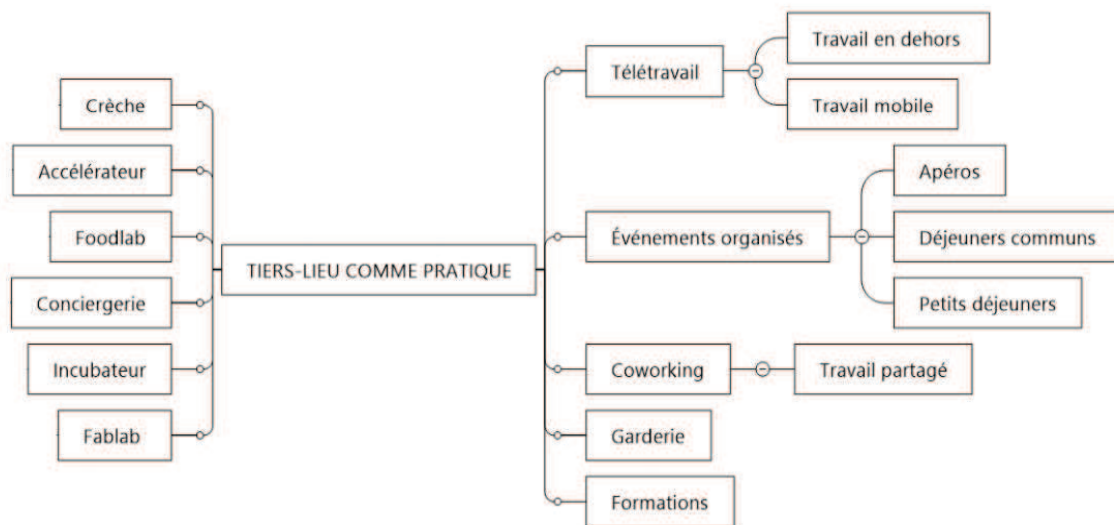 Crèche
Accélérateur
Foodlab
Conciergerie
Incubateur
Fablab
TIERS-LIEU COMME PRATIQUE
Télétravail
Travail en dehors
Travail mobile
Événements organisés
Apéros
Déjeuners communs
Petits déjeuners
Coworking
Travail partagé
Garderie
Formations